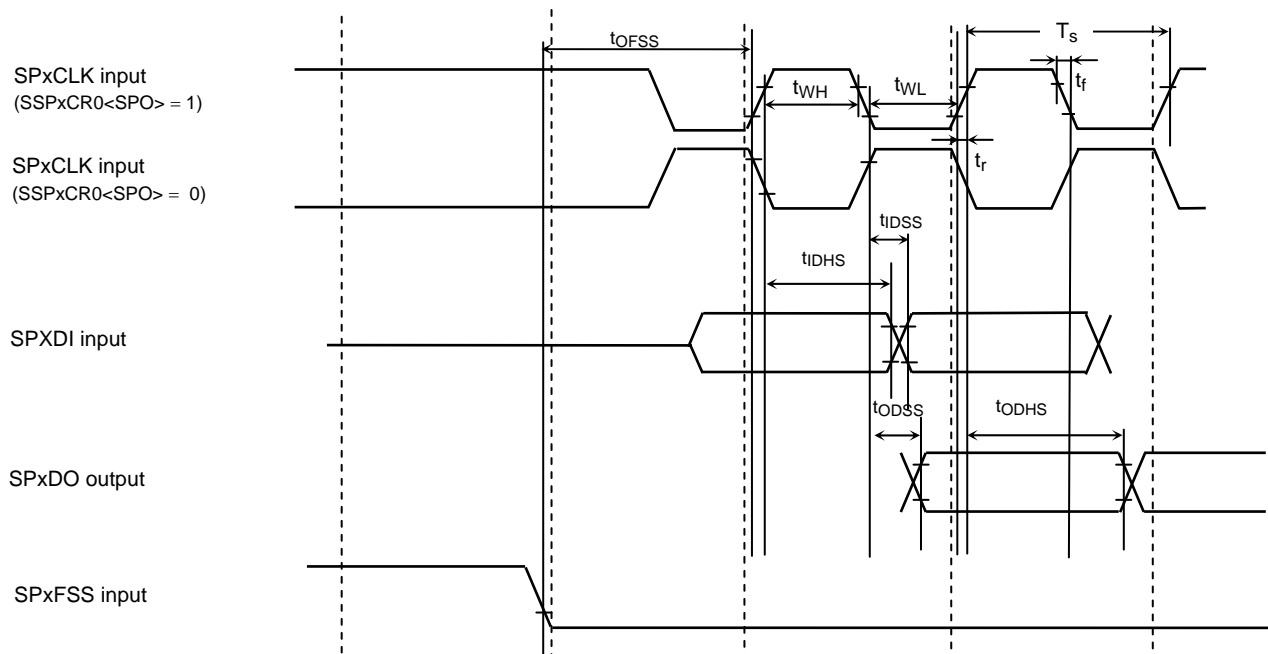 tOFSS
Ts
SPxCLK input
(SSPxCR0<SPO> = 1)
tWH
tWL
tf
SPxCLK input
(SSPxCR0<SPO> = 0)
tr
tIDSS
tIDHS
SPXDI input
tODSS
tODHS
SPxDO output
SPxFSS input